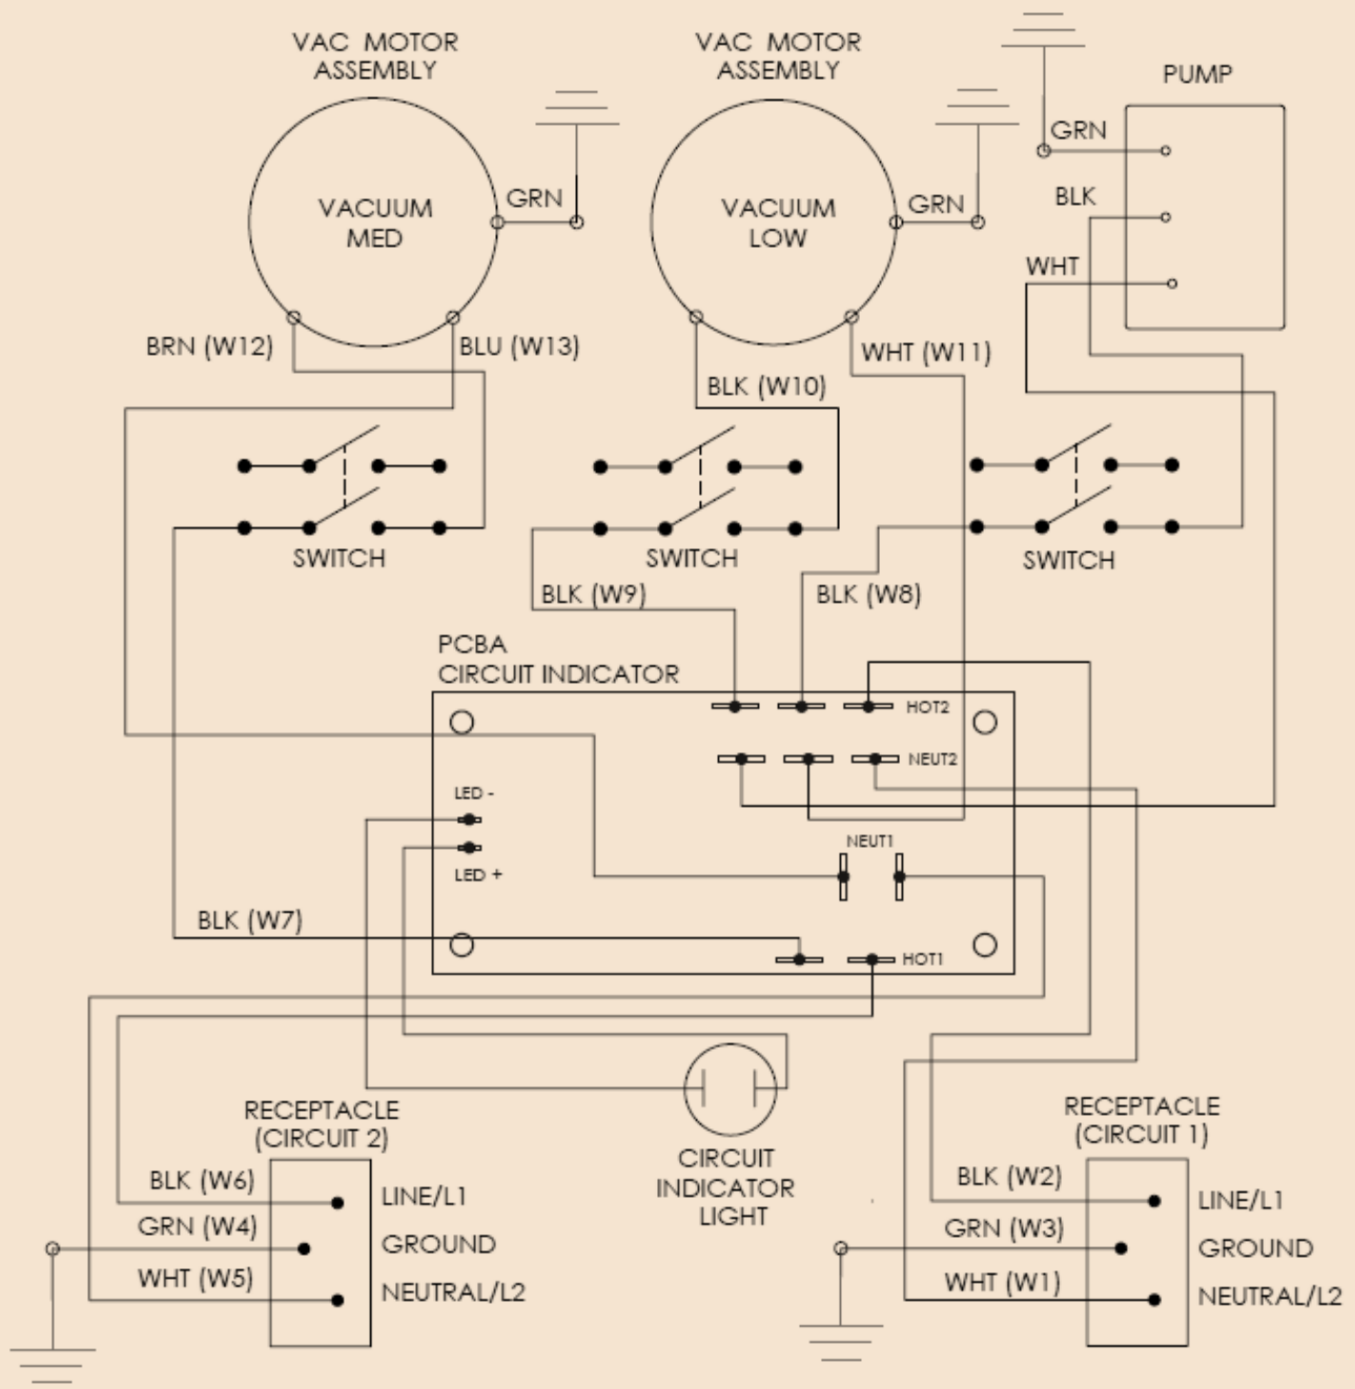 VAC MOTOR
ASSEMBLY
VAC MOTOR
ASSEMBLY
PUMP
GRN
BLK
WHT
VACUUM
MED
GRN
VACUUM
LOW
GRN
BRN (W12)
BLU (W13)
WHT (W11)
BLK (W10)
SWITCH
SWITCH
SWITCH
BLK (W9)
BLK (W8)
PCBA
CIRCUIT INDICATOR
HOT2
NEUT2
LED -
LED +
NEUT1
BLK (W7)
HOT1
RECEPTACLE
(CIRCUIT 2)
BLK (W6)
LINE/L1
GRN (W4)
GROUND
WHT (W5)
NEUTRAL/L2
CIRCUIT
INDICATOR
LIGHT
RECEPTACLE
(CIRCUIT 1)
BLK (W2)
LINE/L1
GRN (W3)
GROUND
WHT (W1)
NEUTRAL/L2